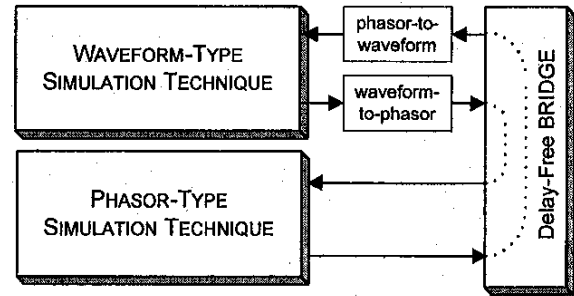 WAVEFORM-TYPE
SIMULATION TECHNIQUE
phasor-to-
waveform
waveform-
to-phasor
PHASOR-TYPE
SIMULATION TECHNIQUE
Delay-Free BRIDGE